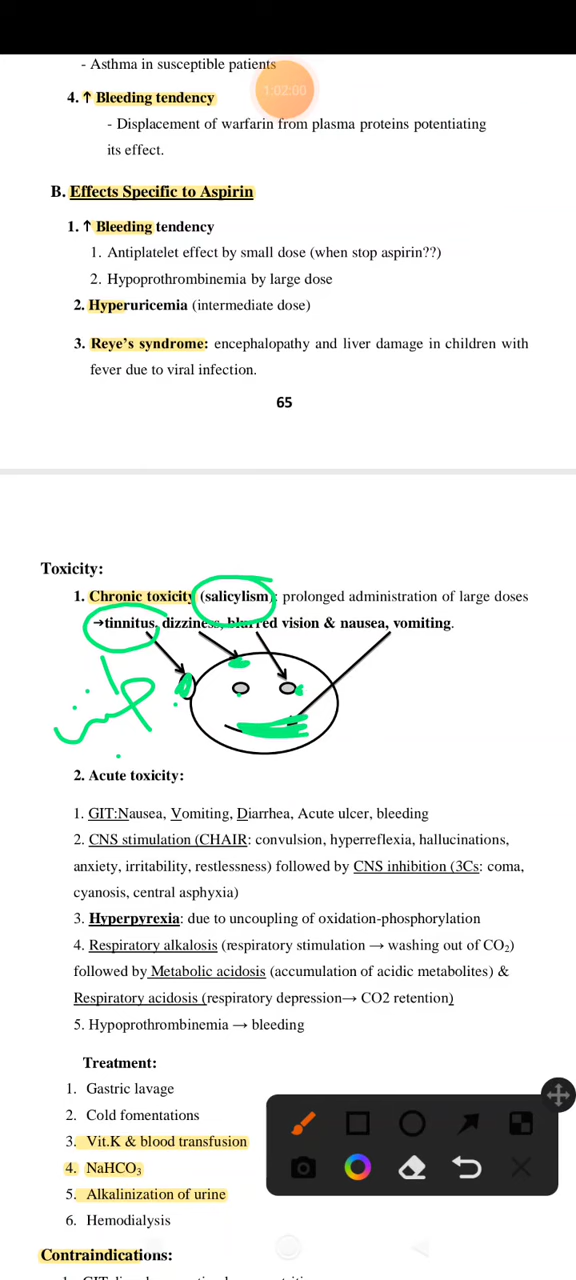 - Asthma in susceptible patients
1:02:00
4. ↑ Bleeding tendency
- Displacement of warfarin from plasma proteins potentiating
its effect.
B. Effects Specific to Aspirin
1. ↑ Bleeding tendency
1. Antiplatelet effect by small dose (when stop aspirin??)
2. Hypoprothrombinemia by large dose
2. Hyperuricemia (intermediate dose)
3. Reye's syndrome: encephalopathy and liver damage in children with
fever due to viral infection.
65
Toxicity:
1. Chronic toxicity (salicylism): prolonged administration of large doses
→tinnitus, dizziness, blurred vision & nausea, vomiting.
2. Acute toxicity:
1. GIT:Nausea, Vomiting, Diarrhea, Acute ulcer, bleeding
2. CNS stimulation (CHAIR: convulsion, hyperreflexia, hallucinations,
anxiety, irritability, restlessness) followed by CNS inhibition (3Cs: coma,
cyanosis, central asphyxia)
3. Hyperpyrexia: due to uncoupling of oxidation-phosphorylation
4. Respiratory alkalosis (respiratory stimulation → washing out of CO₂)
followed by Metabolic acidosis (accumulation of acidic metabolites) &
Respiratory acidosis (respiratory depression→ CO2 retention)
5. Hypoprothrombinemia → bleeding
Treatment:
1. Gastric lavage
2. Cold fomentations
3. Vit.K & blood transfusion
4. NaHCO₃
5. Alkalinization of urine
6. Hemodialysis
Contraindications: